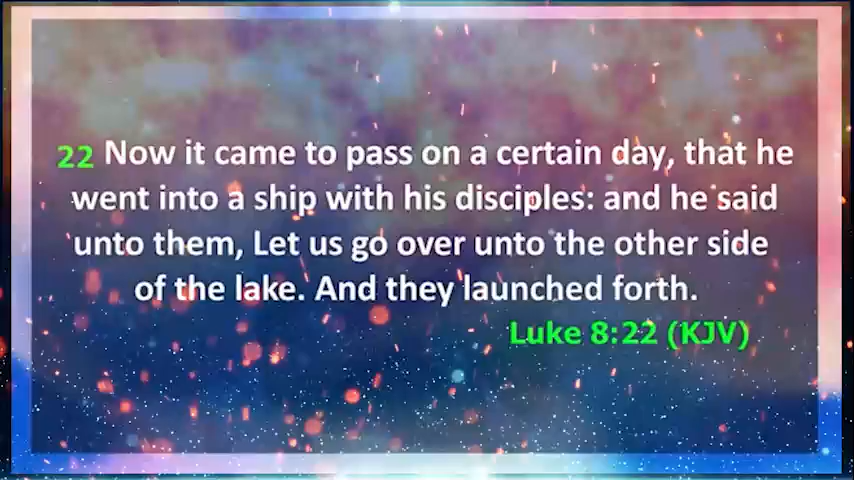 22 Now it came to pass on a certain day, that he
went into a ship with his disciples: and he said
unto them, Let us go over unto the other side
of the lake. And they launched forth.
Luke 8:22 (KJV)